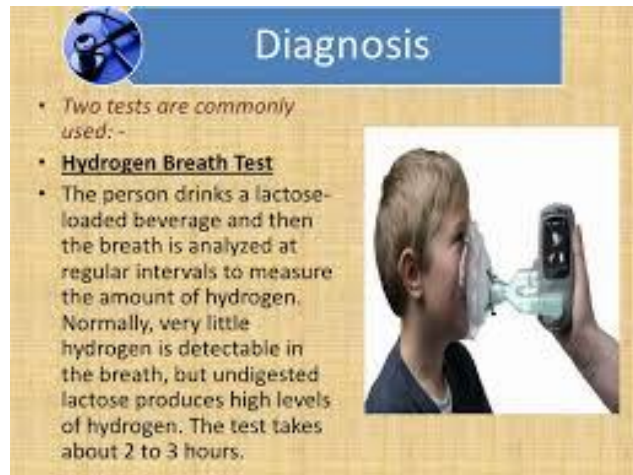 Diagnosis
• Two tests are commonly
used: -
• Hydrogen Breath Test
• The person drinks a lactose-
loaded beverage and then
the breath is analyzed at
regular intervals to measure
the amount of hydrogen.
Normally, very little
hydrogen is detectable in
the breath, but undigested
lactose produces high levels
of hydrogen. The test takes
about 2 to 3 hours.